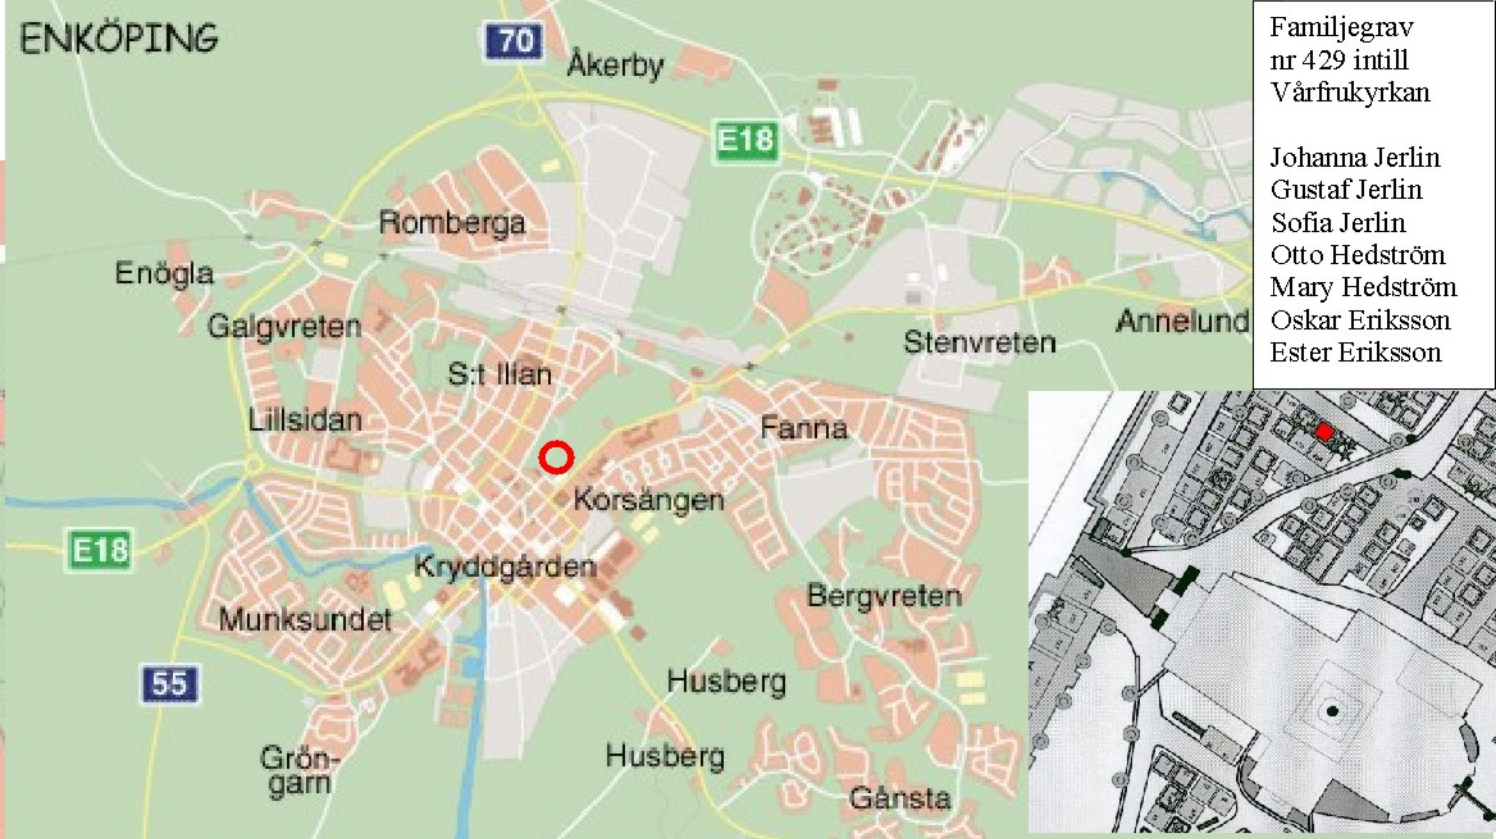 ENKÖPING
70
Åkerby
E18
Familjegrav
nr 429 intill
Vårfrukyrkan
Johanna Jerlin
Gustaf Jerlin
Sofia Jerlin
Otto Hedström
Mary Hedström
Oskar Eriksson
Ester Eriksson
Romberga
Enögla
Galgvreten
Annelund
Stenvreten
S:t Ilian
Lillsidan
Fanna
Korsängen
E18
Kryddgården
Bergvreten
Munksundet
55
Husberg
Husberg
Grön-
garn
Gånsta